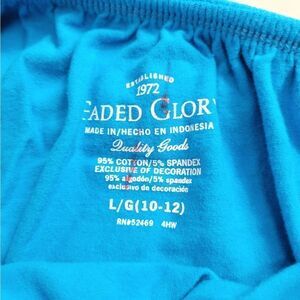 ESTABLISHED
1972
FADED GLORY
MADE IN/HECHO EN INDONESIA
Quality Goods
95% COTTON/5% SPANDEX
EXCLUSIVE OF DECORATION
95% algodón/5% spandex
exclusivo de decoración
L/G(10-12)
RN#52469 4HW